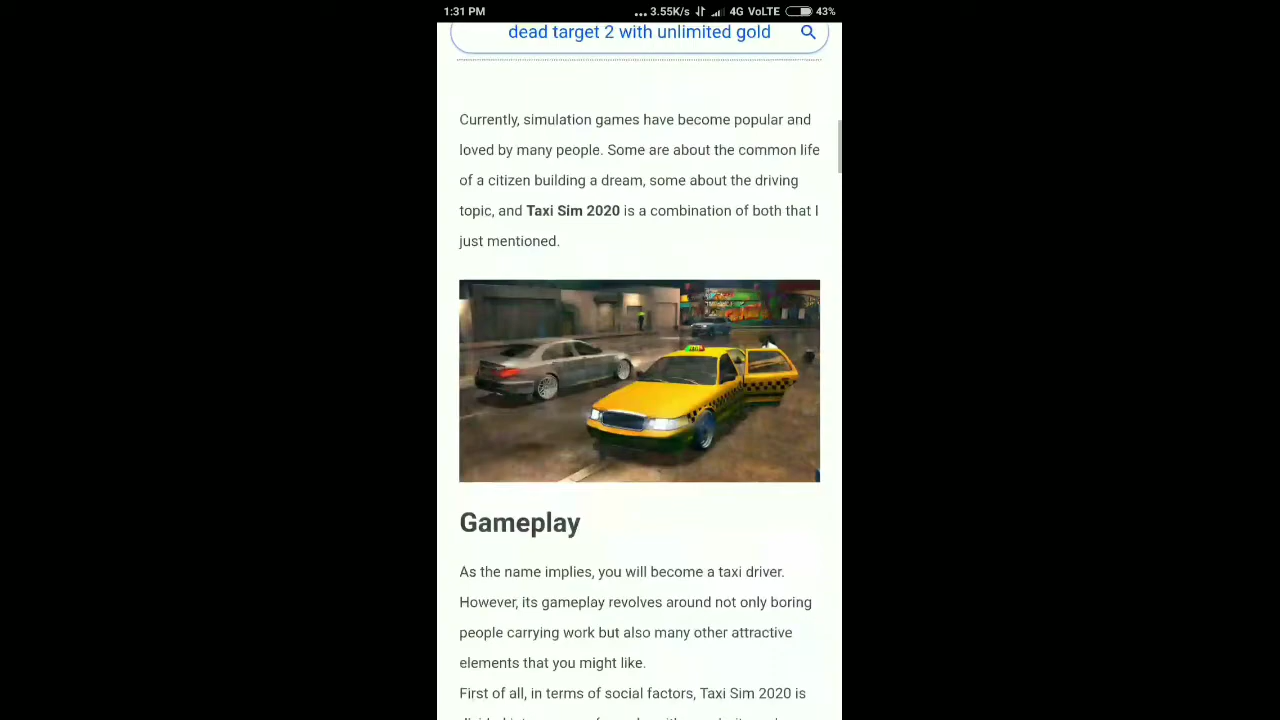 1:31 PM
... 3.55K/s 4G VoLTE 43%
dead target 2 with unlimited gold
Currently, simulation games have become popular and
loved by many people. Some are about the common life
of a citizen building a dream, some about the driving
topic, and Taxi Sim 2020 is a combination of both that I
just mentioned.
Gameplay
As the name implies, you will become a taxi driver.
However, its gameplay revolves around not only boring
people carrying work but also many other attractive
elements that you might like.
First of all, in terms of social factors, Taxi Sim 2020 is